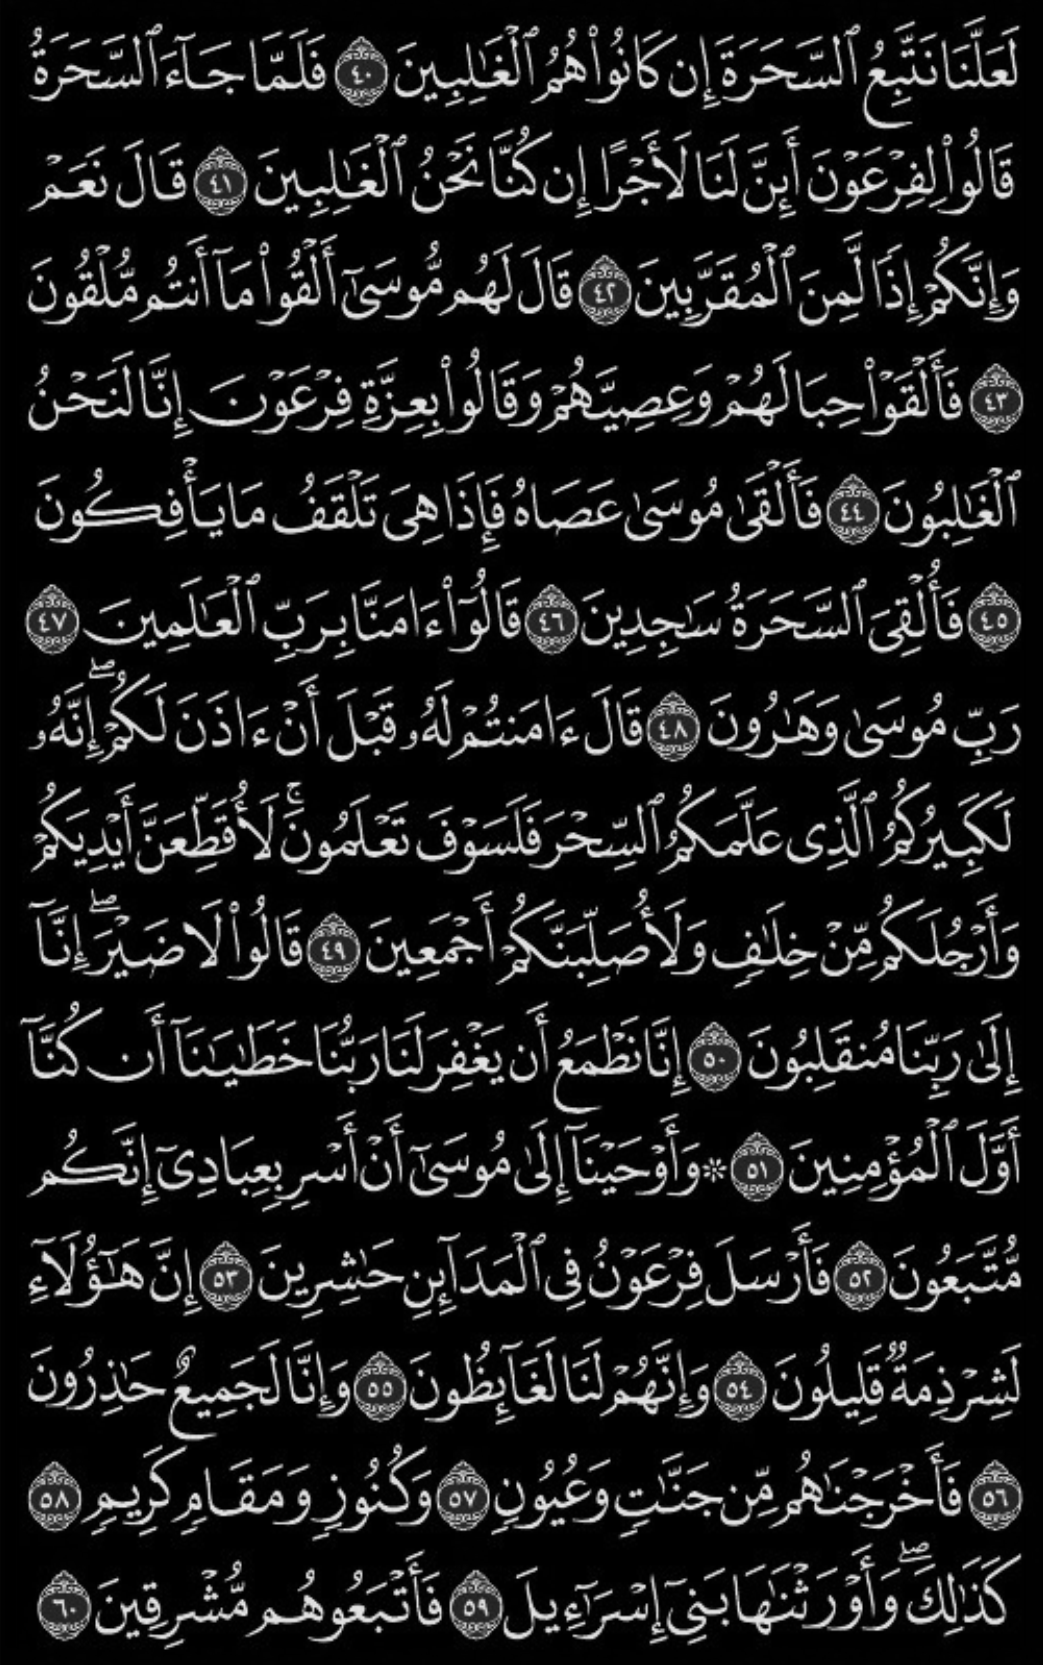 لَعَلَّنَا نَتَّبِعُ ٱلسَّحَرَةَ إِن كَانُوا۟ هُمُ ٱلْغَـٰلِبِينَ ٤٠ فَلَمَّا جَآءَ ٱلسَّحَرَةُ
قَالُوا۟ لِفِرْعَوْنَ أَئِنَّ لَنَا لَأَجْرًا إِن كُنَّا نَحْنُ ٱلْغَـٰلِبِينَ ٤١ قَالَ نَعَمْ
وَإِنَّكُمْ إِذًا لَّمِنَ ٱلْمُقَرَّبِينَ ٤٢ قَالَ لَهُم مُّوسَىٰٓ أَلْقُوا۟ مَآ أَنتُم مُّلْقُونَ
٤٣ فَأَلْقَوْا۟ حِبَالَهُمْ وَعِصِيَّهُمْ وَقَالُوا۟ بِعِزَّةِ فِرْعَوْنَ إِنَّا لَنَحْنُ
ٱلْغَـٰلِبُونَ ٤٤ فَأَلْقَىٰ مُوسَىٰ عَصَاهُ فَإِذَا هِىَ تَلْقَفُ مَا يَأْفِكُونَ
٤٥ فَأُلْقِىَ ٱلسَّحَرَةُ سَـٰجِدِينَ ٤٦ قَالُوٓا۟ ءَامَنَّا بِرَبِّ ٱلْعَـٰلَمِينَ ٤٧
رَبِّ مُوسَىٰ وَهَـٰرُونَ ٤٨ قَالَ ءَامَنتُمْ لَهُۥ قَبْلَ أَنْ ءَاذَنَ لَكُمْ ۖ إِنَّهُۥ
لَكَبِيرُكُمُ ٱلَّذِى عَلَّمَكُمُ ٱلسِّحْرَ فَلَسَوْفَ تَعْلَمُونَ ۚ لَأُقَطِّعَنَّ أَيْدِيَكُمْ
وَأَرْجُلَكُم مِّنْ خِلَـٰفٍ وَلَأُصَلِّبَنَّكُمْ أَجْمَعِينَ ٤٩ قَالُوا۟ لَا ضَيْرَ ۖ إِنَّآ
إِلَىٰ رَبِّنَا مُنقَلِبُونَ ٥٠ إِنَّا نَطْمَعُ أَن يَغْفِرَ لَنَا رَبُّنَا خَطَـٰيَـٰنَآ أَن كُنَّآ
أَوَّلَ ٱلْمُؤْمِنِينَ ٥١ * وَأَوْحَيْنَآ إِلَىٰ مُوسَىٰٓ أَنْ أَسْرِ بِعِبَادِىٓ إِنَّكُم
مُّتَّبَعُونَ ٥٢ فَأَرْسَلَ فِرْعَوْنُ فِى ٱلْمَدَآئِنِ حَـٰشِرِينَ ٥٣ إِنَّ هَـٰٓؤُلَآءِ
لَشِرْذِمَةٌ قَلِيلُونَ ٥٤ وَإِنَّهُمْ لَنَا لَغَآئِظُونَ ٥٥ وَإِنَّا لَجَمِيعٌ حَـٰذِرُونَ
٥٦ فَأَخْرَجْنَـٰهُم مِّن جَنَّـٰتٍ وَعُيُونٍ ٥٧ وَكُنُوزٍ وَمَقَامٍ كَرِيمٍ ٥٨
كَذَٰلِكَ ۖ وَأَوْرَثْنَـٰهَا بَنِىٓ إِسْرَٰٓءِيلَ ٥٩ فَأَتْبَعُوهُم مُّشْرِقِينَ ٦٠